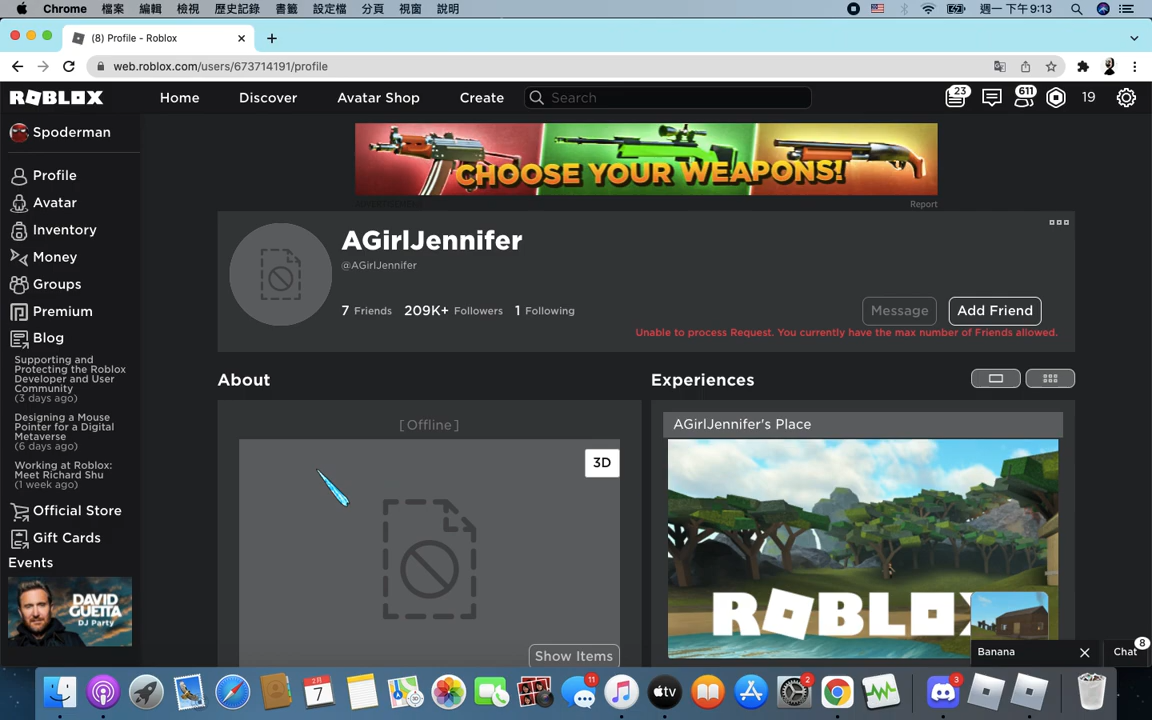 Chrome 檔案 編輯 檢視 歷史記錄 書籤 設定檔 分頁 視窗 說明 週一 下午9:13
(8) Profile - Roblox
web.roblox.com/users/673714191/profile
ROBLOX Home Discover Avatar Shop Create Search 23 611 19
Spoderman
Profile
Avatar
Inventory
Money
Groups
Premium
Blog
Supporting and
Protecting the Roblox
Developer and User
Community
(3 days ago)
Designing a Mouse
Pointer for a Digital
Metaverse
(6 days ago)
Working at Roblox:
Meet Richard Shu
(1 week ago)
Official Store
Gift Cards
Events
DAVID
GUETTA
DJ Party
CHOOSE YOUR WEAPONS!
ADVERTISEMENT Report
AGirlJennifer
@AGirlJennifer
7 Friends 209K+ Followers 1 Following
Message Add Friend
Unable to process Request. You currently have the max number of Friends allowed.
About
[ Offline ]
3D
Show Items
Experiences
AGirlJennifer's Place
ROBLOX
Banana
Chat 8
2月
7
11
2
3